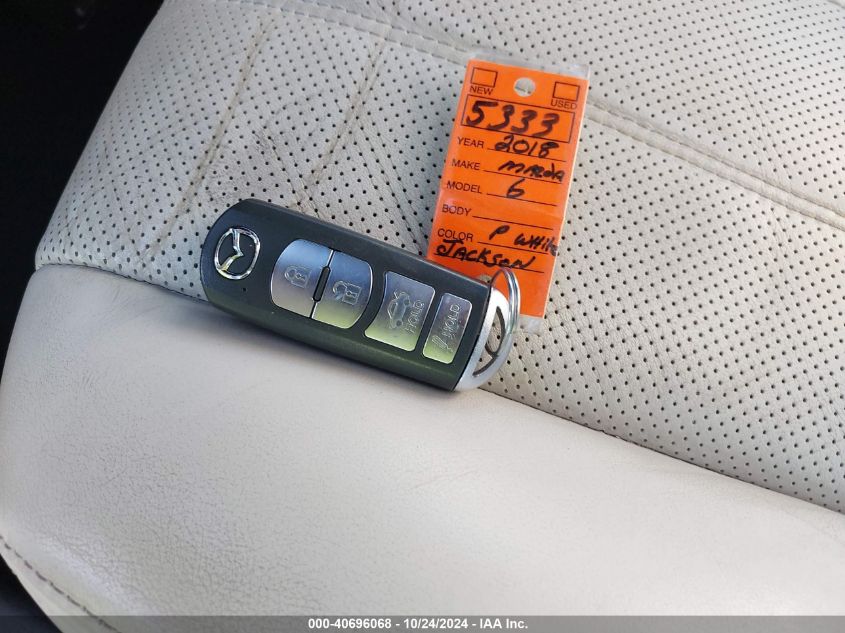 NEW USED
5333
YEAR 2018
MAKE mazda
MODEL 6
BODY
COLOR P White
JACKSON
HOLD
HOLD
000-40696068 - 10/24/2024 - IAA Inc.